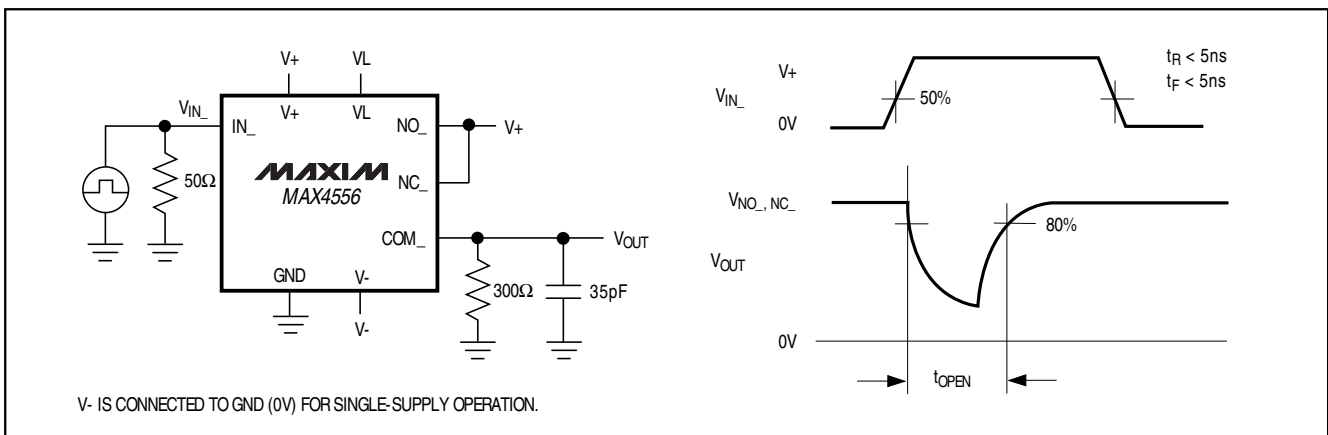 V+ VL
VIN_
V+ VL
IN_
NO_
V+
50Ω
MAXIM
MAX4556
NC_
COM_
VOUT
GND V-
300Ω
35pF
V-
V- IS CONNECTED TO GND (0V) FOR SINGLE-SUPPLY OPERATION.
tR < 5ns
tF < 5ns
V+
VIN_
50%
0V
VNO_, NC_
80%
VOUT
0V
tOPEN